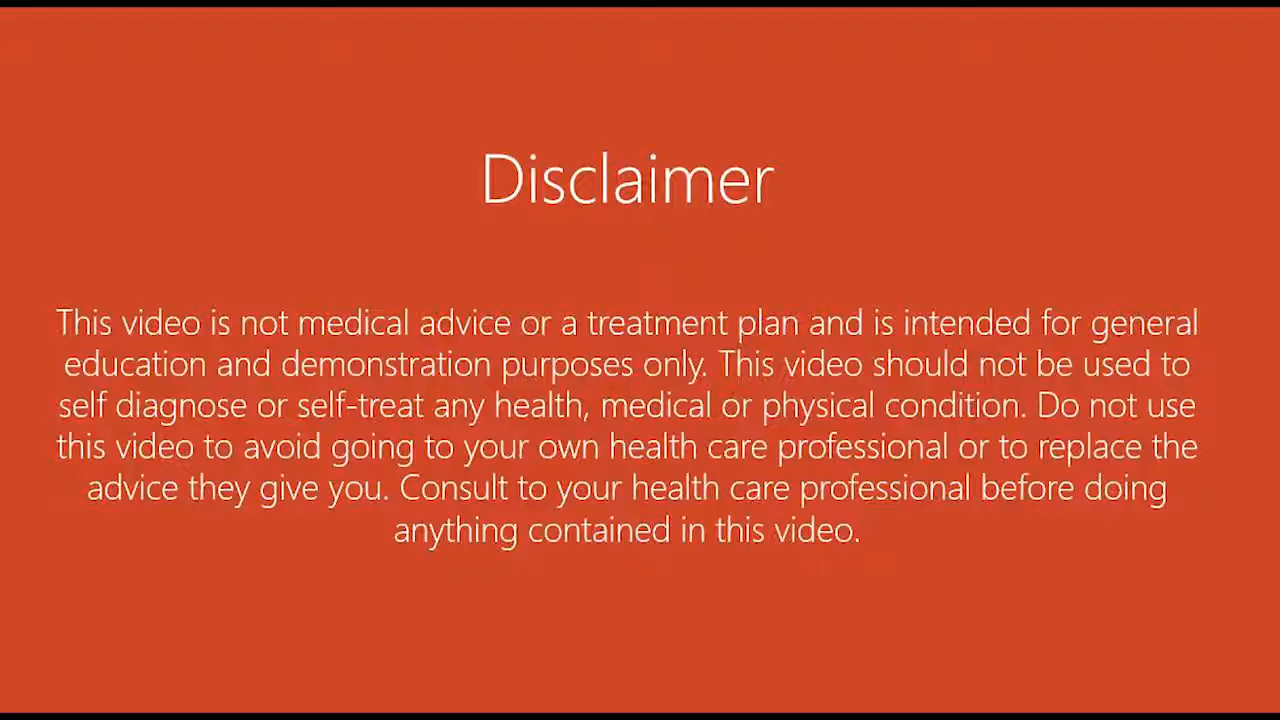 Disclaimer
This video is not medical advice or a treatment plan and is intended for general
education and demonstration purposes only. This video should not be used to
self diagnose or self-treat any health, medical or physical condition. Do not use
this video to avoid going to your own health care professional or to replace the
advice they give you. Consult to your health care professional before doing
anything contained in this video.